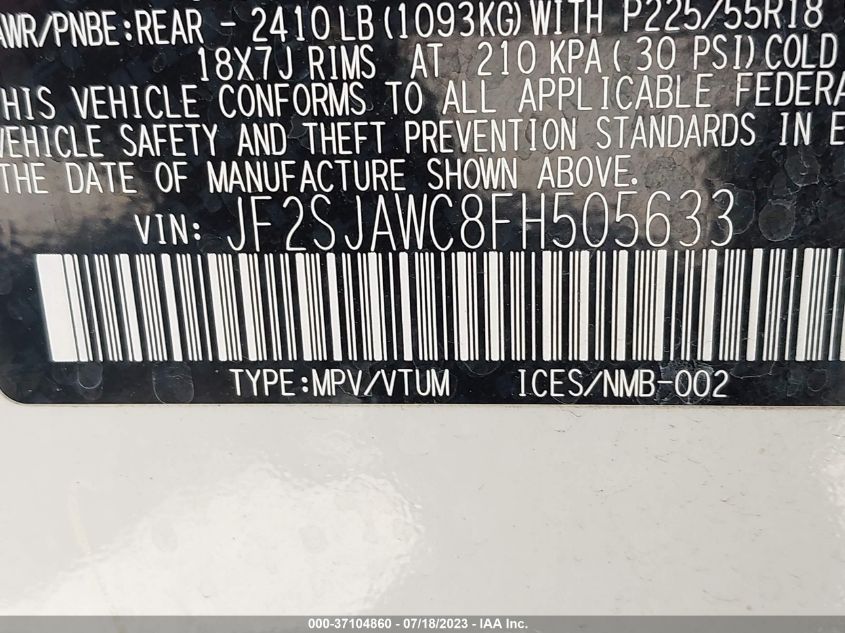 AWR/PNBE:REAR - 2410 LB (1093KG) WITH P225/55R18
18X7J RIMS AT 210 KPA ( 30 PSI) COLD
THIS VEHICLE CONFORMS TO ALL APPLICABLE FEDERA
VEHICLE SAFETY AND THEFT PREVENTION STANDARDS IN E
THE DATE OF MANUFACTURE SHOWN ABOVE.
VIN: JF2SJAWC8FH505633
TYPE:MPV/VTUM ICES/NMB-002
000-37104860 - 07/18/2023 - IAA Inc.